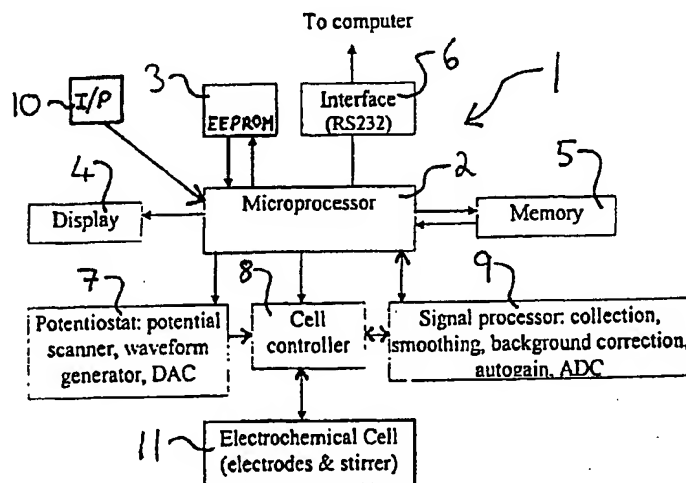 To computer
6
3
1
10
I/P
EEPROM
Interface
(RS232)
4
2
5
Display
Microprocessor
Memory
7
8
9
Potentiostat: potential
scanner, waveform
generator, DAC
Cell
controller
Signal processor: collection,
smoothing, background correction,
autogain, ADC
11
Electrochemical Cell
(electrodes & stirrer)